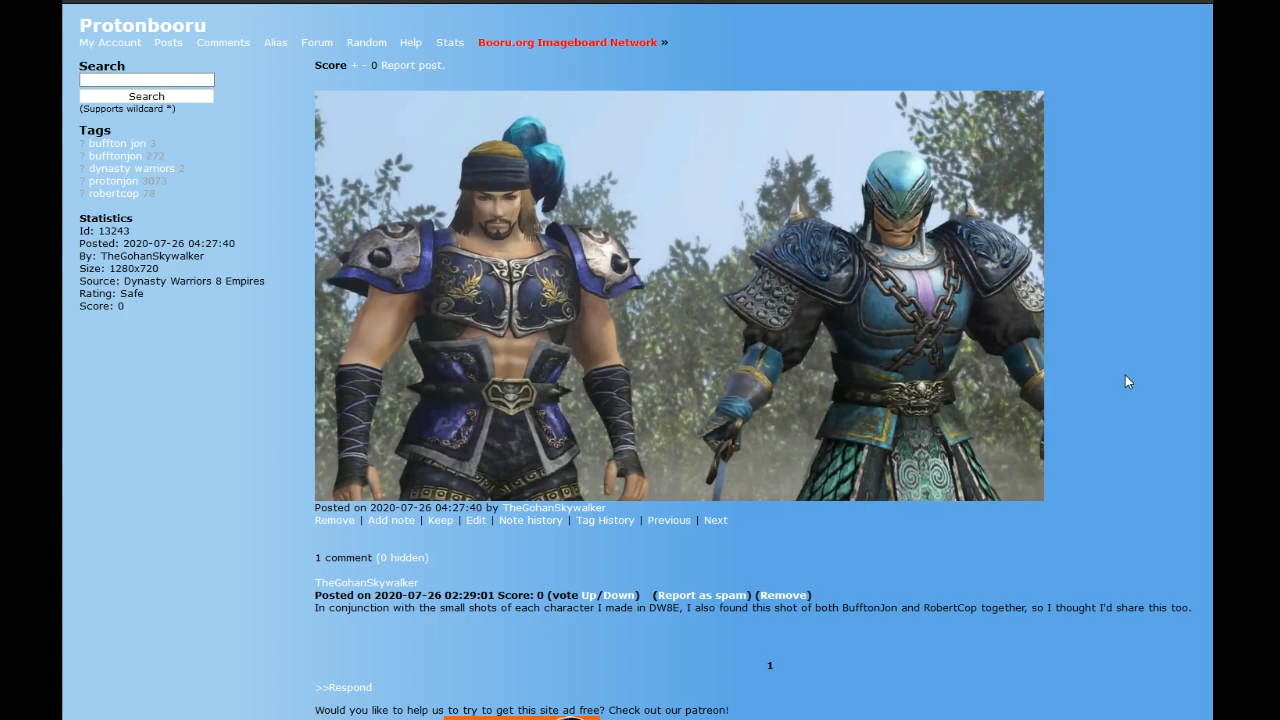 Protonbooru
My Account Posts Comments Alias Forum Random Help Stats Booru.org Imageboard Network »
Search
Search
(Supports wildcard *)
Tags
? buffton jon 3
? bufftonjon 272
? dynasty warriors 2
? protonjon 3073
? robertcop 78
Statistics
Id: 13243
Posted: 2020-07-26 04:27:40
By: TheGohanSkywalker
Size: 1280x720
Source: Dynasty Warriors 8 Empires
Rating: Safe
Score: 0
Score + - 0 Report post.
Posted on 2020-07-26 04:27:40 by TheGohanSkywalker
Remove | Add note | Keep | Edit | Note history | Tag History | Previous | Next
1 comment (0 hidden)
TheGohanSkywalker
Posted on 2020-07-26 02:29:01 Score: 0 (vote Up/Down) (Report as spam) (Remove)
In conjunction with the small shots of each character I made in DW8E, I also found this shot of both BufftonJon and RobertCop together, so I thought I'd share this too.
1
>>Respond
Would you like to help us to try to get this site ad free? Check out our patreon!